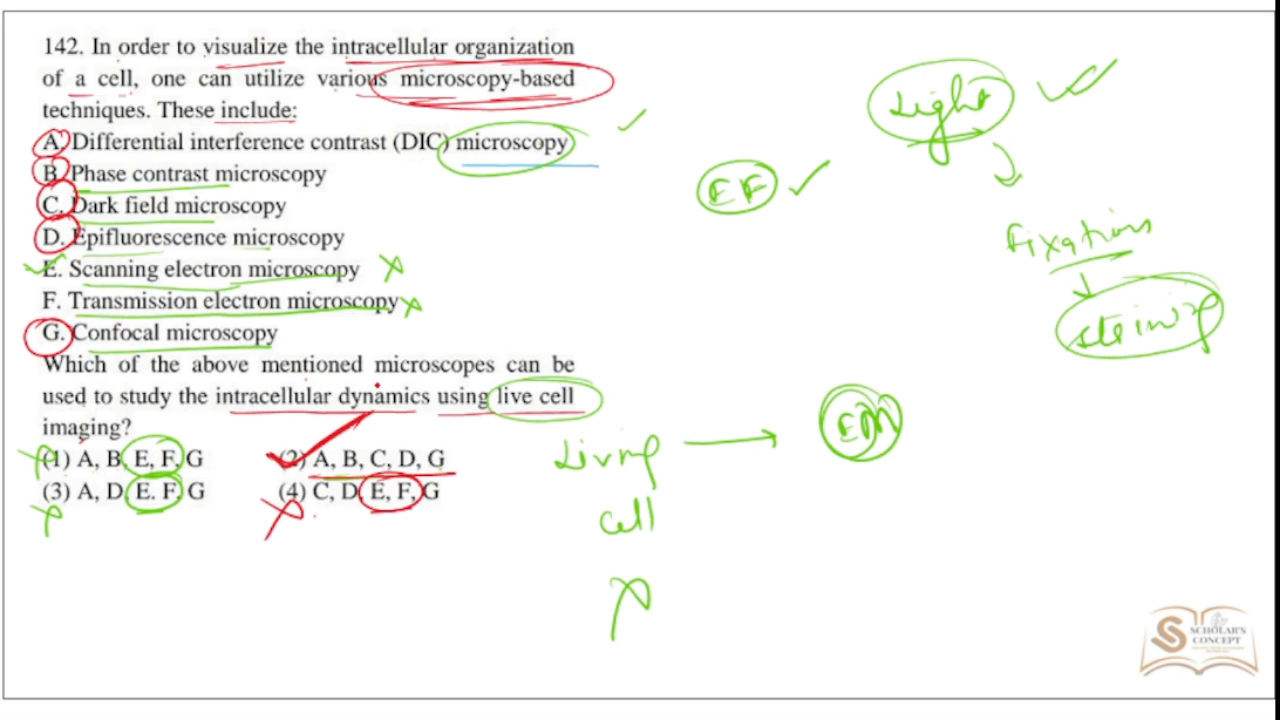 142. In order to visualize the intracellular organization
of a cell, one can utilize various microscopy-based
techniques. These include:
A. Differential interference contrast (DIC) microscopy
B. Phase contrast microscopy
C. Dark field microscopy
D. Epifluorescence microscopy
E. Scanning electron microscopy
F. Transmission electron microscopy
G. Confocal microscopy
Which of the above mentioned microscopes can be
used to study the intracellular dynamics using live cell
imaging?
(1) A, B E, F, G (2) A, B, C, D, G
(3) A, D E. F, G (4) C, D E, F, G
Light
EF
Fixation
Living
cell
EM
SCHOLAR'S
CONCEPT